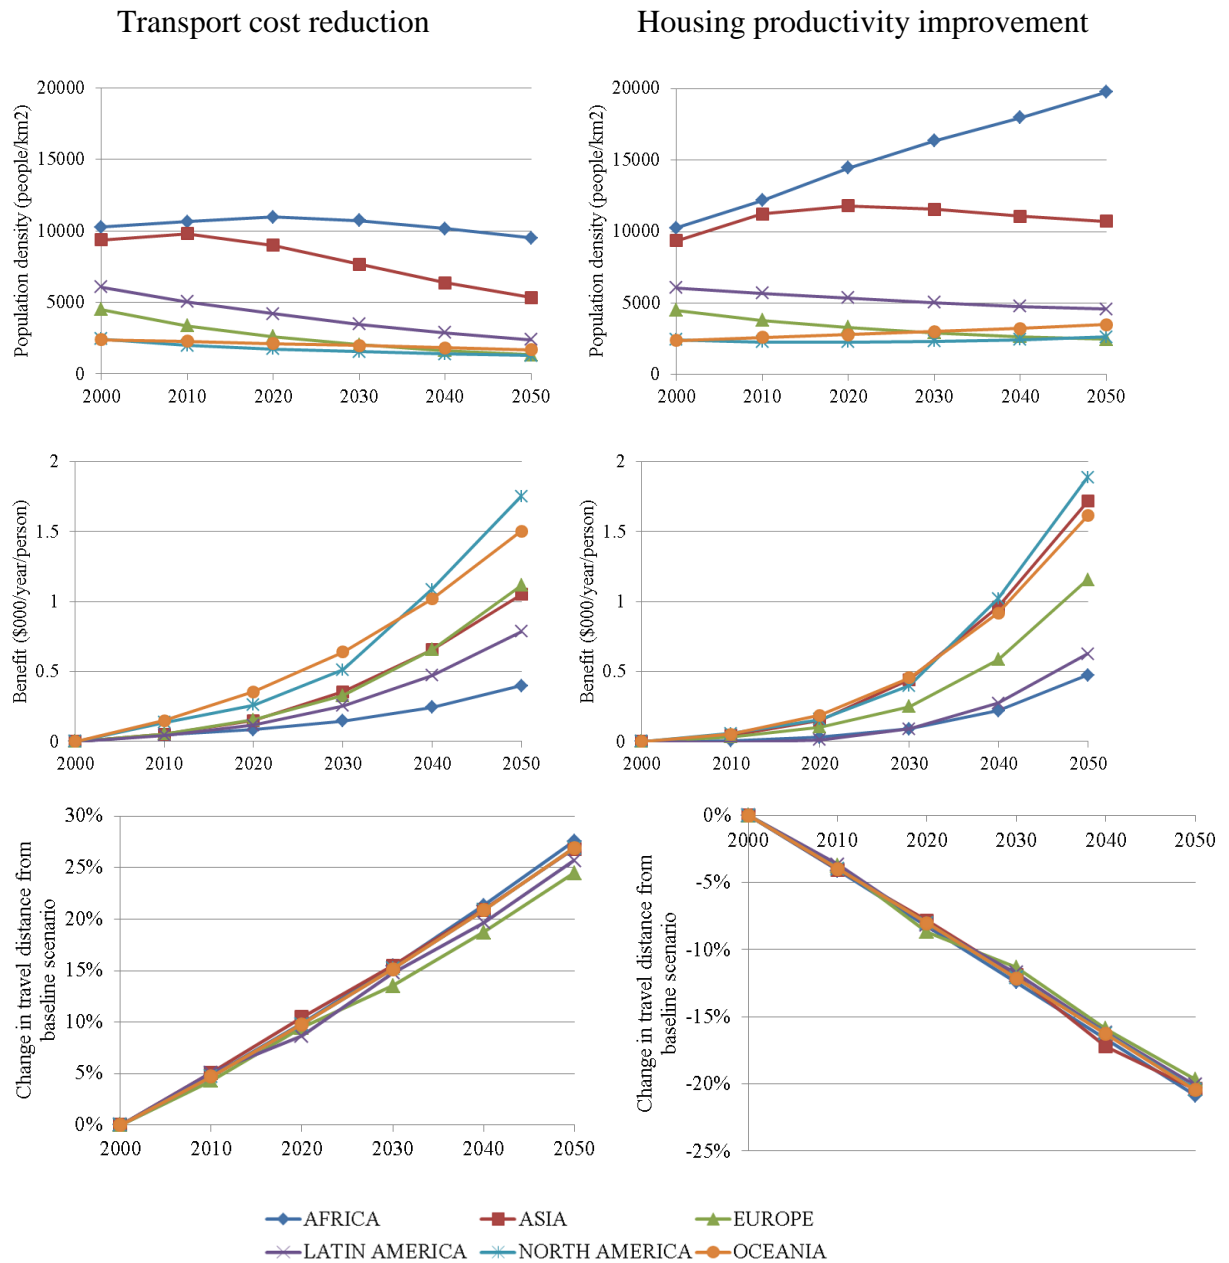 Transport cost reduction
Housing productivity improvement
Population density (people/km2)
20000
15000
10000
5000
0
2000 2010 2020 2030 2040 2050
Population density (people/km2)
20000
15000
10000
5000
0
2000 2010 2020 2030 2040 2050
Benefit ($000/year/person)
2
1.5
1
0.5
0
2000 2010 2020 2030 2040 2050
Benefit ($000/year/person)
2
1.5
1
0.5
0
2000 2010 2020 2030 2040 2050
Change in travel distance from
baseline scenario
30%
25%
20%
15%
10%
5%
0%
2000 2010 2020 2030 2040 2050
Change in travel distance from
baseline scenario
0%
2000 2010 2020 2030 2040 2050
-5%
-10%
-15%
-20%
-25%
AFRICA ASIA EUROPE
LATIN AMERICA NORTH AMERICA OCEANIA